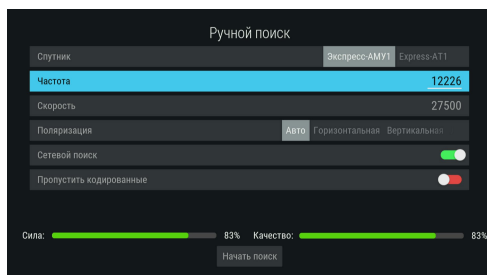 Ручной поиск
Спутник Экспресс-АМУ1 Express-AT1
Частота 12226
Скорость 27500
Поляризация Авто Горизонтальная Вертикальная
Сетевой поиск
Пропустить кодированные
Сила: 83% Качество: 83%
Начать поиск